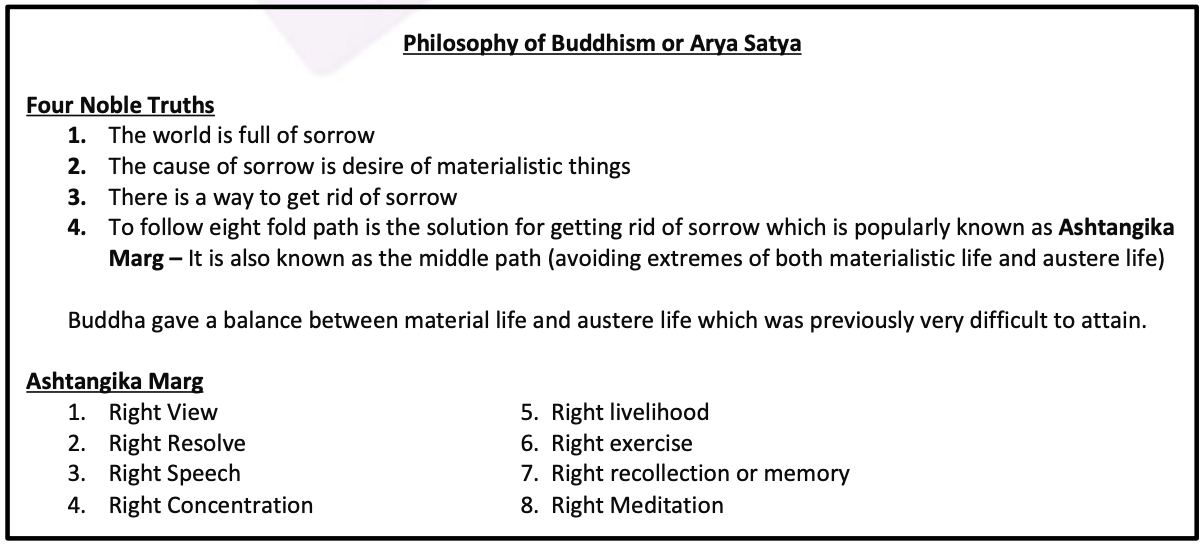 Philosophy of Buddhism or Arya Satya
Four Noble Truths
1. The world is full of sorrow
2. The cause of sorrow is desire of materialistic things
3. There is a way to get rid of sorrow
4. To follow eight fold path is the solution for getting rid of sorrow which is popularly known as Ashtangika
Marg – It is also known as the middle path (avoiding extremes of both materialistic life and austere life)
Buddha gave a balance between material life and austere life which was previously very difficult to attain.
Ashtangika Marg
1. Right View
2. Right Resolve
3. Right Speech
4. Right Concentration
5. Right livelihood
6. Right exercise
7. Right recollection or memory
8. Right Meditation